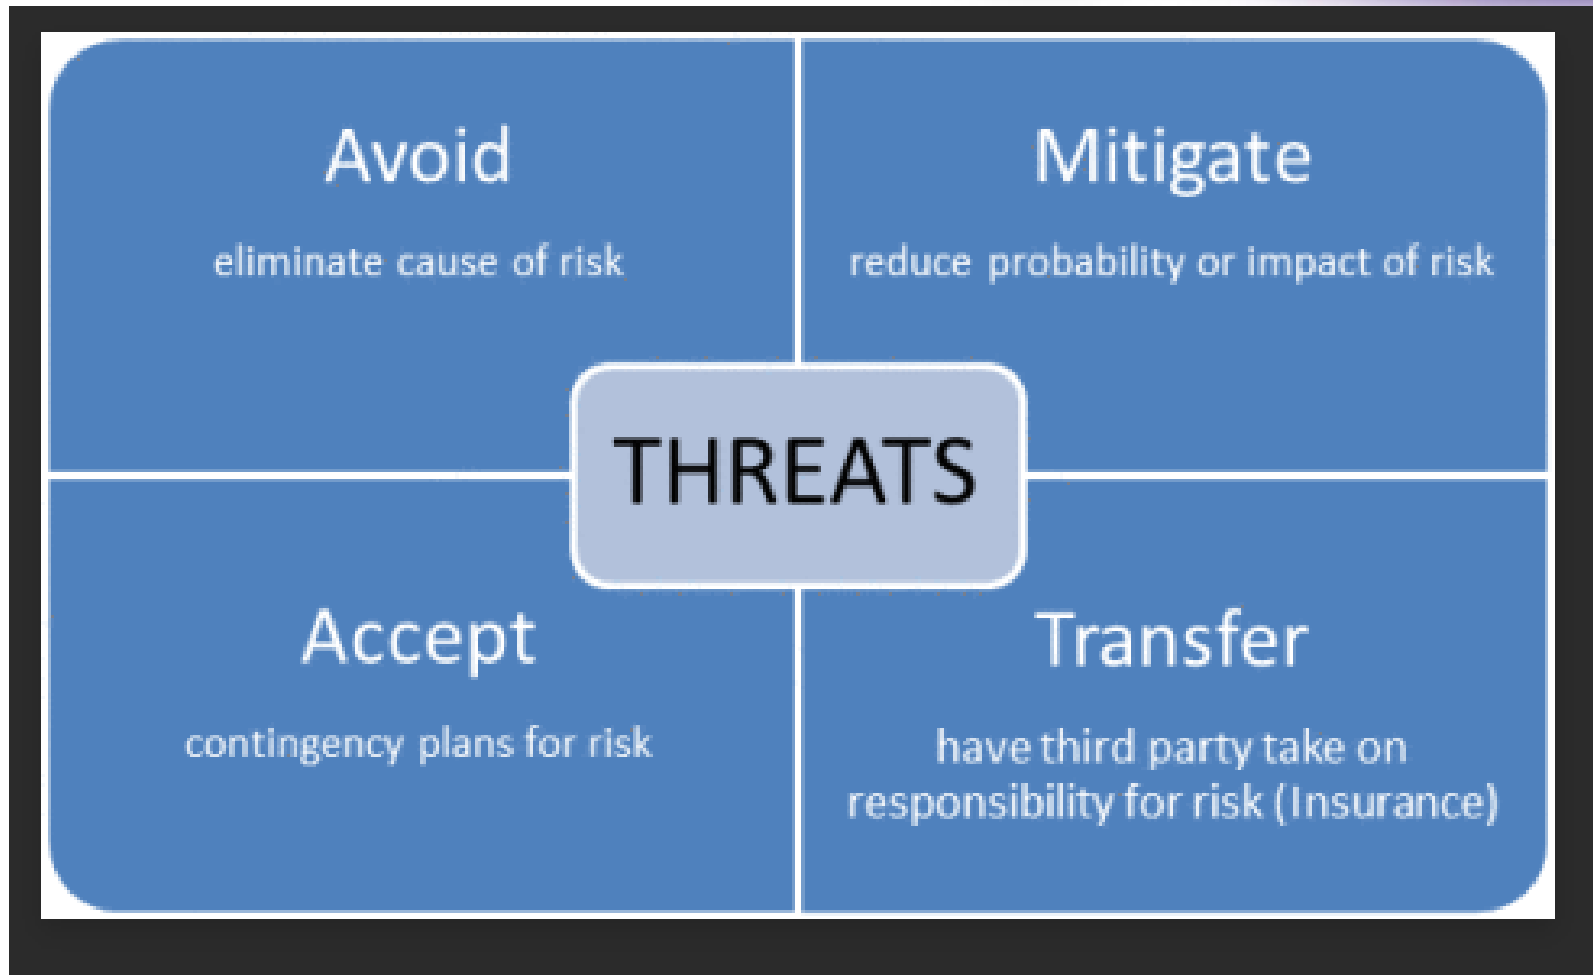 Avoid
eliminate cause of risk
Mitigate
reduce probability or impact of risk
THREATS
Accept
contingency plans for risk
Transfer
have third party take on
responsibility for risk (Insurance)